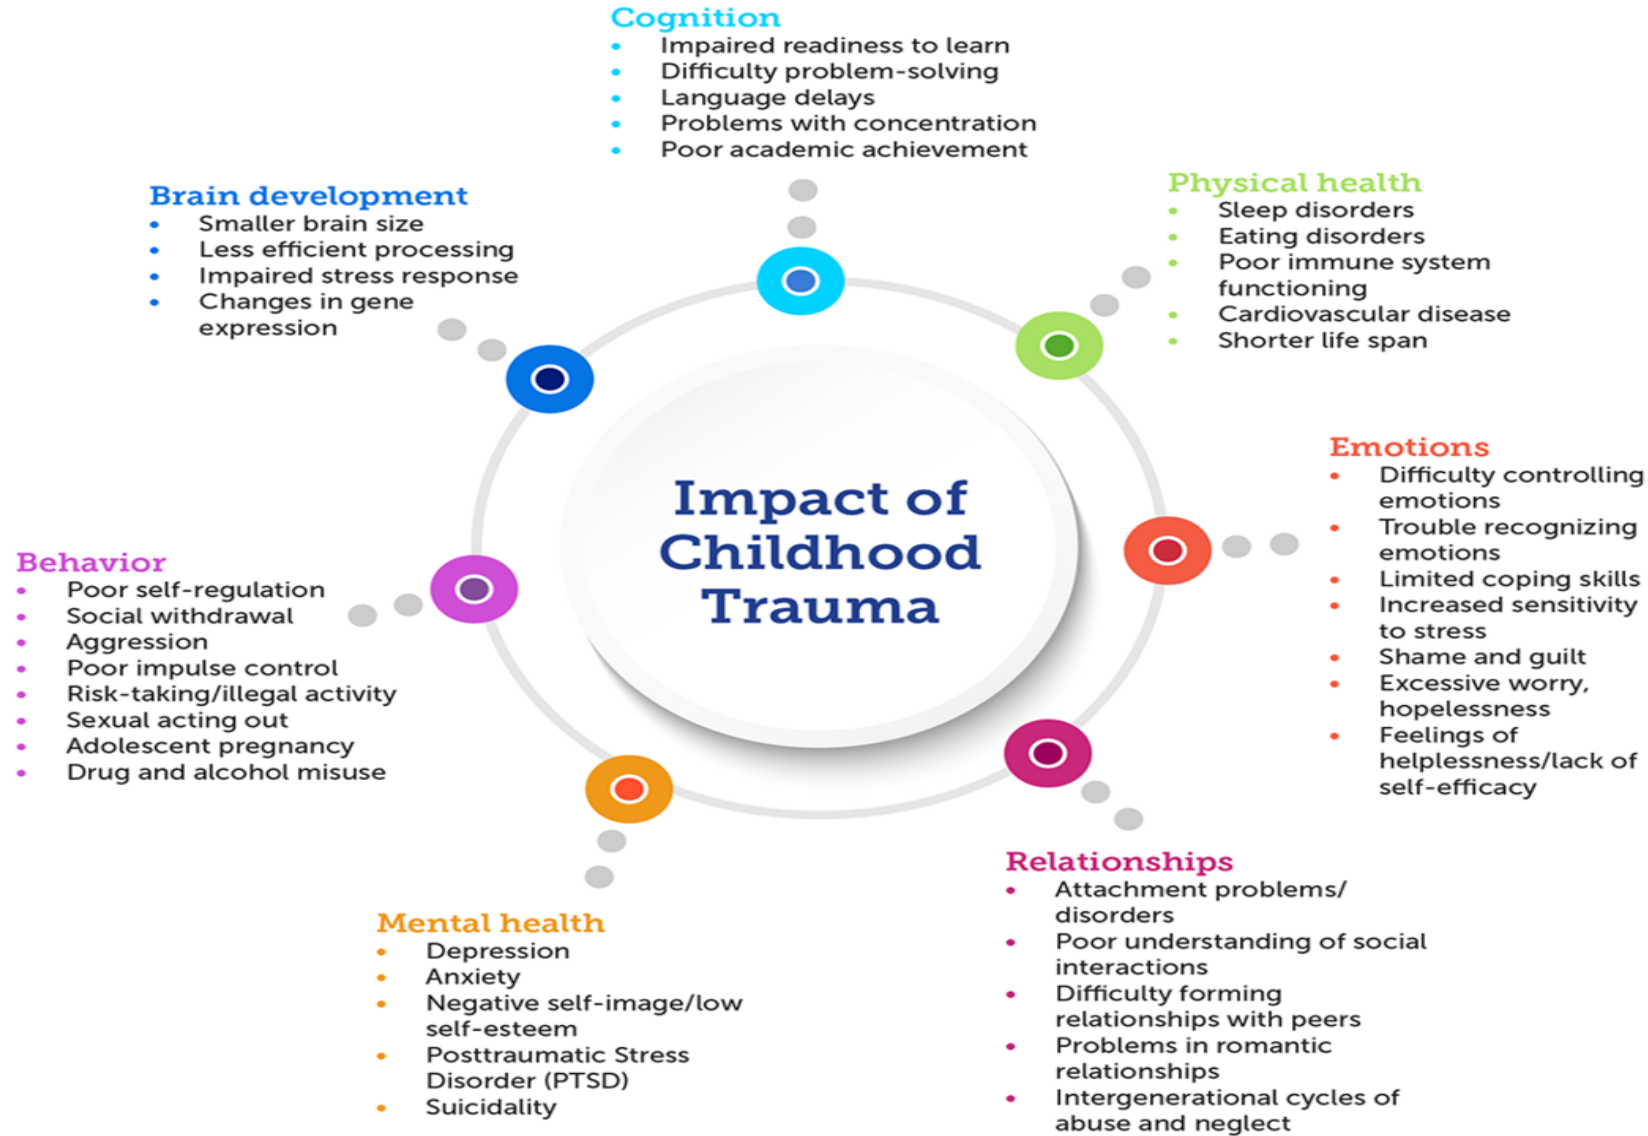 Cognition
• Impaired readiness to learn
• Difficulty problem-solving
• Language delays
• Problems with concentration
• Poor academic achievement
Physical health
• Sleep disorders
• Eating disorders
• Poor immune system
functioning
• Cardiovascular disease
• Shorter life span
Emotions
• Difficulty controlling
emotions
• Trouble recognizing
emotions
• Limited coping skills
• Increased sensitivity
to stress
• Shame and guilt
• Excessive worry,
hopelessness
• Feelings of
helplessness/lack of
self-efficacy
Relationships
• Attachment problems/
disorders
• Poor understanding of social
interactions
• Difficulty forming
relationships with peers
• Problems in romantic
relationships
• Intergenerational cycles of
abuse and neglect
Mental health
• Depression
• Anxiety
• Negative self-image/low
self-esteem
• Posttraumatic Stress
Disorder (PTSD)
• Suicidality
Behavior
• Poor self-regulation
• Social withdrawal
• Aggression
• Poor impulse control
• Risk-taking/illegal activity
• Sexual acting out
• Adolescent pregnancy
• Drug and alcohol misuse
Brain development
• Smaller brain size
• Less efficient processing
• Impaired stress response
• Changes in gene
expression
Impact of
Childhood
Trauma